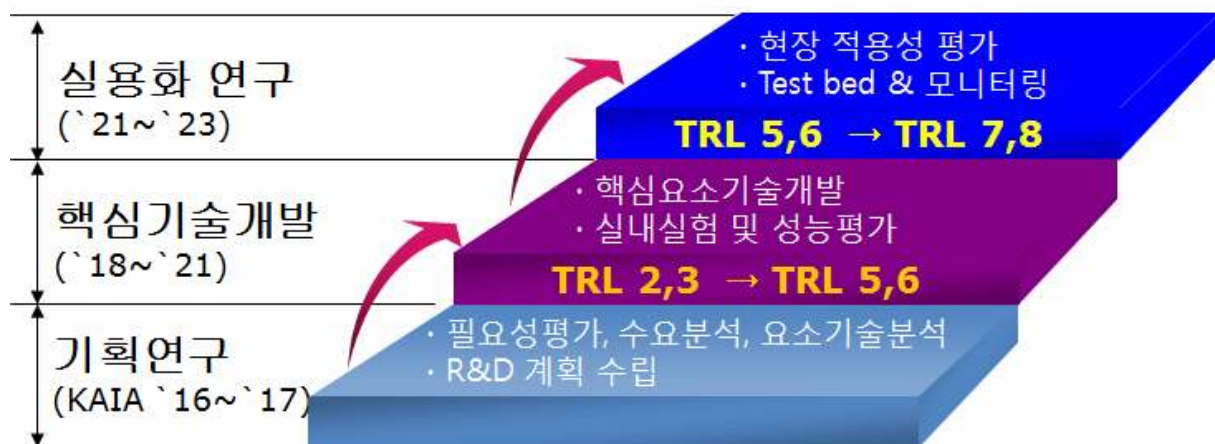 실용화 연구
(`21~`23)
· 현장 적용성 평가
· Test bed & 모니터링
TRL 5,6 → TRL 7,8
핵심기술개발
(`18~`21)
· 핵심요소기술개발
· 실내실험 및 성능평가
TRL 2,3 → TRL 5,6
기획연구
(KAIA `16~`17)
· 필요성평가, 수요분석, 요소기술분석
· R&D 계획 수립